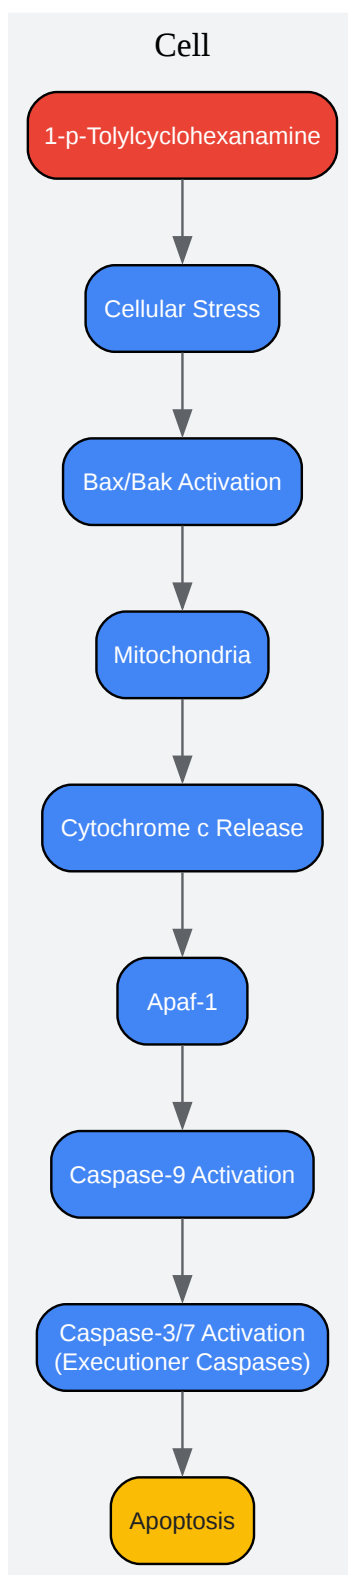 Cell
1-p-Tolylcyclohexanamine
Cellular Stress
Bax/Bak Activation
Mitochondria
Cytochrome c Release
Apaf-1
Caspase-9 Activation
Caspase-3/7 Activation
(Executioner Caspases)
Apoptosis